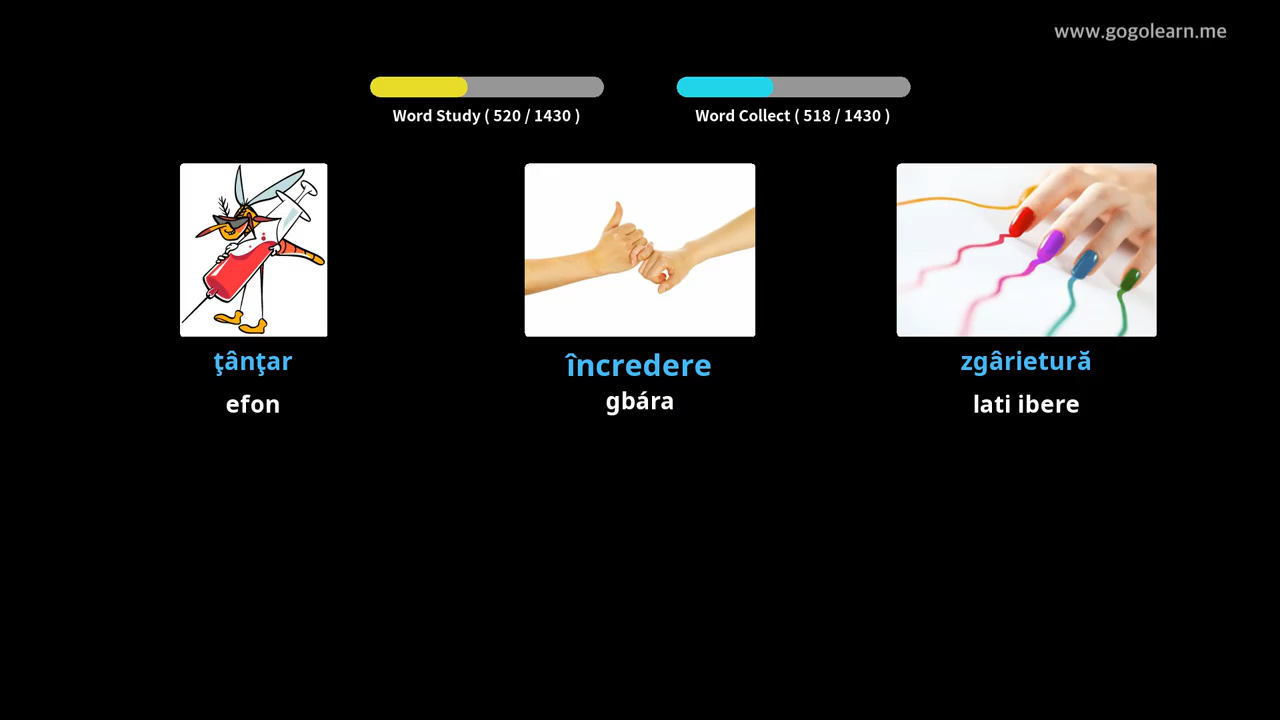 www.gogolearn.me
Word Study ( 520 / 1430 )
Word Collect ( 518 / 1430 )
ţânţar
încredere
zgârietură
efon
gbára
lati ibere